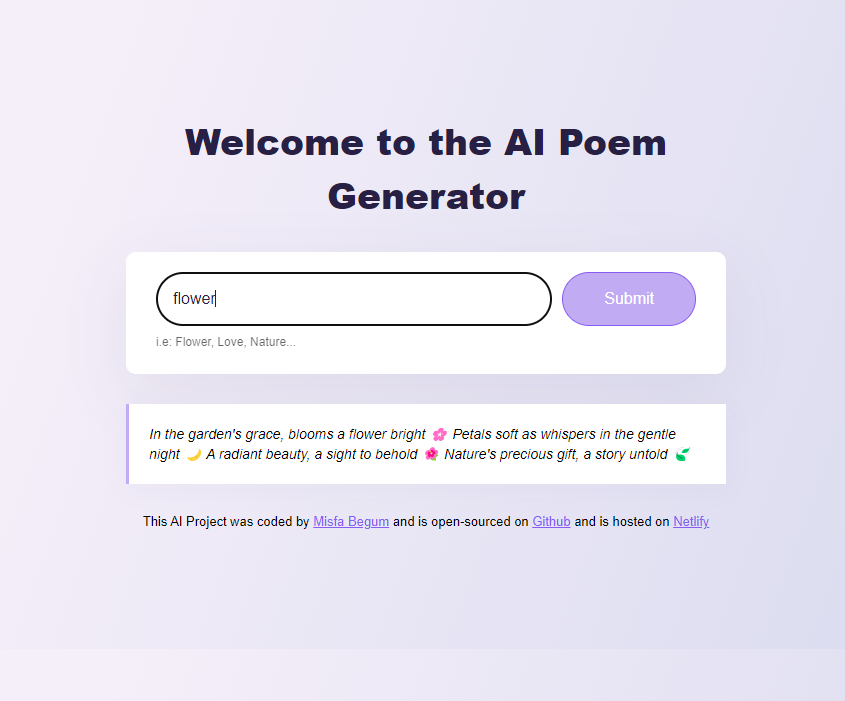 Welcome to the AI Poem
Generator
flower
Submit
i.e: Flower, Love, Nature...
In the garden's grace, blooms a flower bright 🌸 Petals soft as whispers in the gentle
night 🌙 A radiant beauty, a sight to behold 🌺 Nature's precious gift, a story untold 🍃
This AI Project was coded by Misfa Begum and is open-sourced on Github and is hosted on Netlify